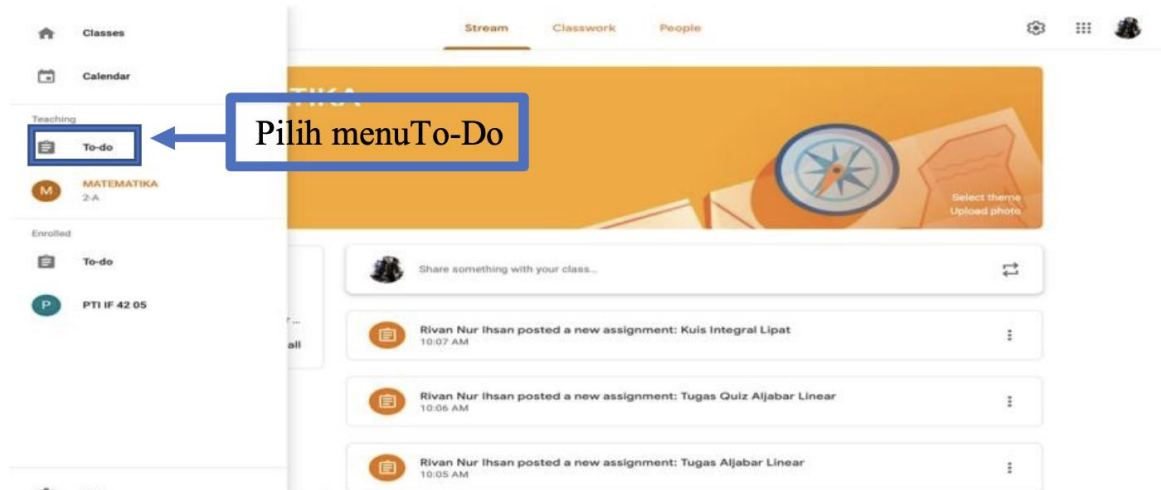 Classes
Stream Classwork People
Calendar
Teaching
To-do
Pilih menuTo-Do
M MATEMATIKA
2-A
Select theme
Upload photo
Enrolled
To-do
Share something with your class...
P PTI IF 42 05
Rivan Nur Ihsan posted a new assignment: Kuis Integral Lipat
10:07 AM
all
Rivan Nur Ihsan posted a new assignment: Tugas Quiz Aljabar Linear
10:06 AM
Rivan Nur Ihsan posted a new assignment: Tugas Aljabar Linear
10:05 AM